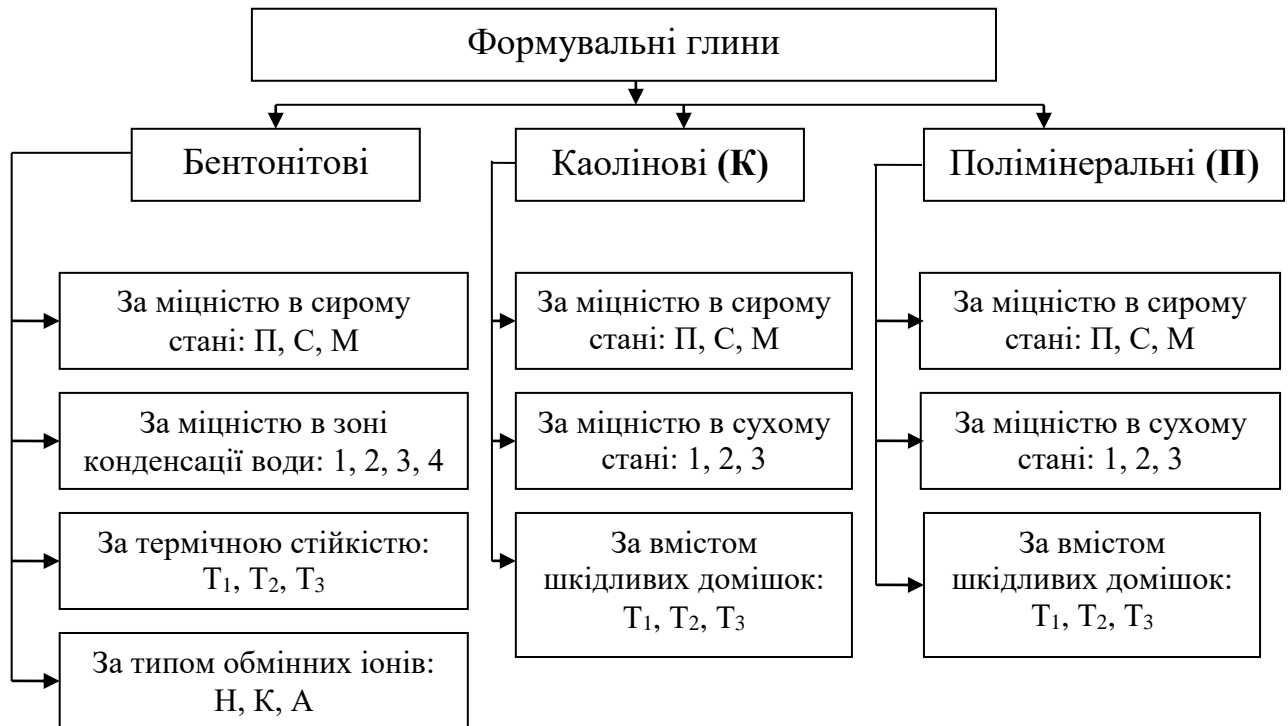 Формувальні глини
Бентонітові
Каолінові (К)
Полімінеральні (П)
За міцністю в сирому
стані: П, С, М
За міцністю в зоні
конденсації води: 1, 2, 3, 4
За термічною стійкістю:
Т₁, Т₂, Т₃
За типом обмінних іонів:
Н, К, А
За міцністю в сирому
стані: П, С, М
За міцністю в сухому
стані: 1, 2, 3
За вмістом
шкідливих домішок:
Т₁, Т₂, Т₃
За міцністю в сирому
стані: П, С, М
За міцністю в сухому
стані: 1, 2, 3
За вмістом
шкідливих домішок:
Т₁, Т₂, Т₃